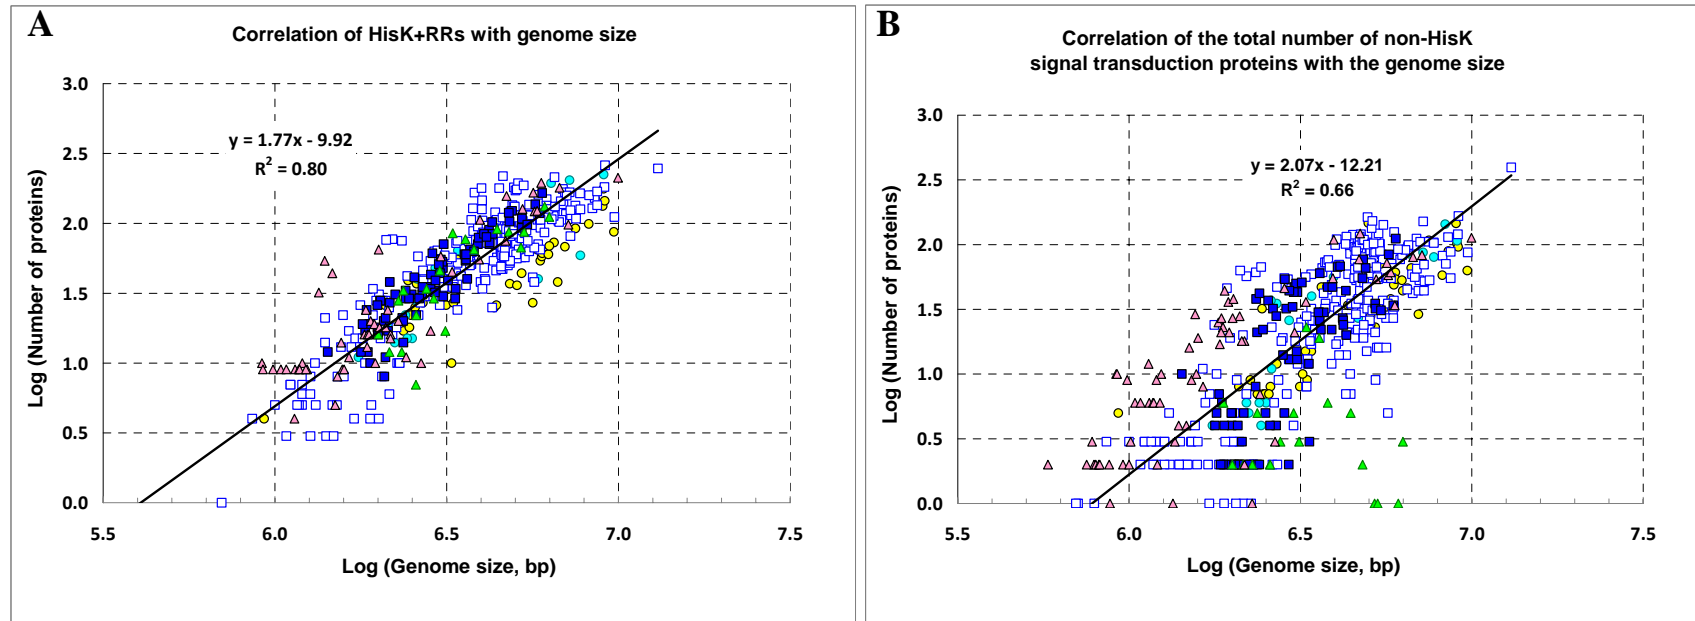 A
Correlation of HisK+RRs with genome size
3.0
2.5
2.0
1.5
1.0
0.5
0.0
5.5 6.0 6.5 7.0 7.5
y = 1.77x - 9.92
R² = 0.80
Log (Number of proteins)
Log (Genome size, bp)
B
Correlation of the total number of non-HisK
signal transduction proteins with the genome size
3.0
2.5
2.0
1.5
1.0
0.5
0.0
5.5 6.0 6.5 7.0 7.5
y = 2.07x - 12.21
R² = 0.66
Log (Number of proteins)
Log (Genome size, bp)